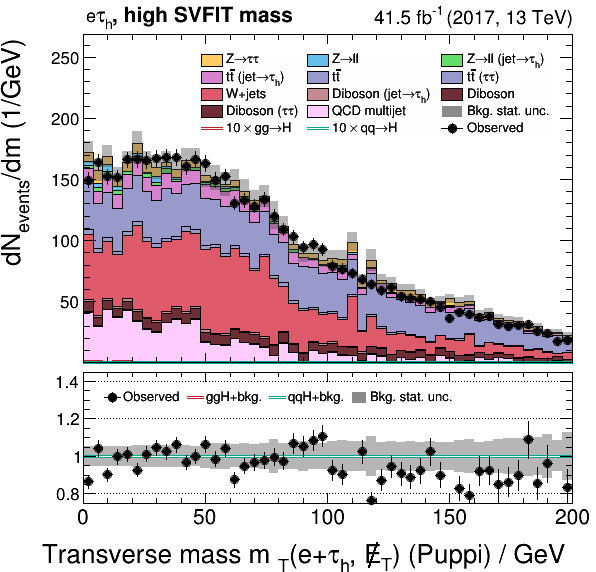 eτh, high SVFIT mass 41.5 fb-1 (2017, 13 TeV)
dNevents/dm (1/GeV)
250
200
150
100
50
Z→ττ Z→ll Z→ll (jet→τh)
tt̄ (jet→τh) tt̄ tt̄ (ττ)
W+jets Diboson (jet→τh) Diboson
Diboson (ττ) QCD multijet Bkg. stat. unc.
10 × gg→H 10 × qq→H Observed
1.4
1.2
1
0.8
Observed ggH+bkg. qqH+bkg. Bkg. stat. unc.
0 50 100 150 200
Transverse mass m T(e+τh, E̸T) (Puppi) / GeV